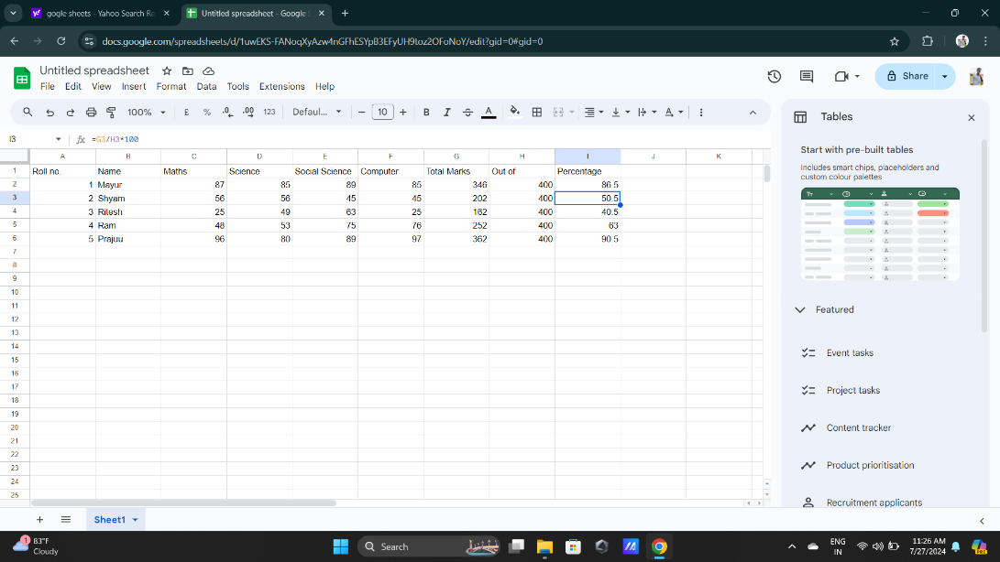 gogle sheets - Yahoo Search Re
Untitled spreadsheet - Google S
docs.google.com/spreadsheets/d/1uwEKS-FANoqXyAzw4nGFhESYpB3EFyUH9toz2OFoNoY/edit?gid=0#gid=0
Untitled spreadsheet
File Edit View Insert Format Data Tools Extensions Help
Share
100% £ % .0 .00 123 Defaul... 10 B I A
I3 fx =G3/H3*100
A B C D E F G H I J K
1 Roll no. Name Maths Science Social Science Computer Total Marks Out of Percentage
2 1 Mayur 87 85 89 85 346 400 86.5
3 2 Shyam 56 56 45 45 202 400 50.5
4 3 Ritesh 25 49 63 25 162 400 40.5
5 4 Ram 48 53 75 76 252 400 63
6 5 Prajuu 96 80 89 97 362 400 90.5
7
8
9
10
11
12
13
14
15
16
17
18
19
20
21
22
23
24
25
Tables
Start with pre-built tables
Includes smart chips, placeholders and
custom colour palettes
Featured
Event tasks
Project tasks
Content tracker
Product prioritisation
Recruitment applicants
Sheet1
1
83°F
Cloudy
Search
ENG
IN
11:26 AM
7/27/2024